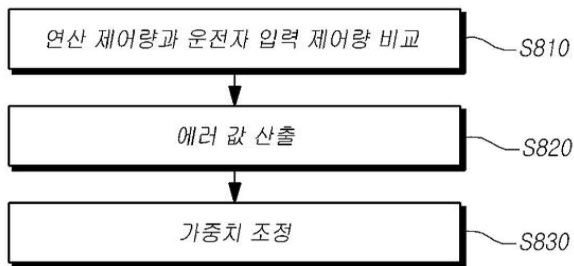 연산 제어량과 운전자 입력 제어량 비교
S810
에러 값 산출
S820
가중치 조정
S830